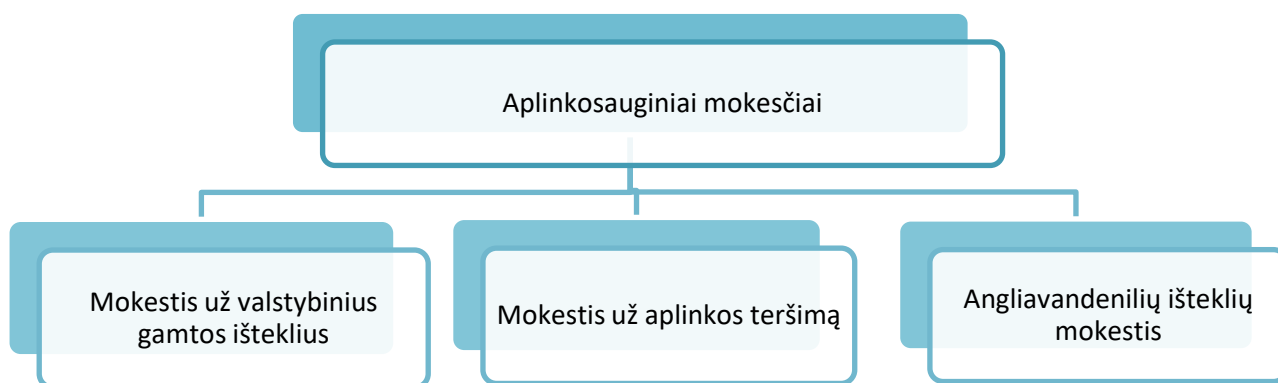 Aplinkosauginiai mokesčiai
Mokestis už valstybinius
gamtos išteklius
Mokestis už aplinkos teršimą
Angliavandenilių išteklių
mokestis